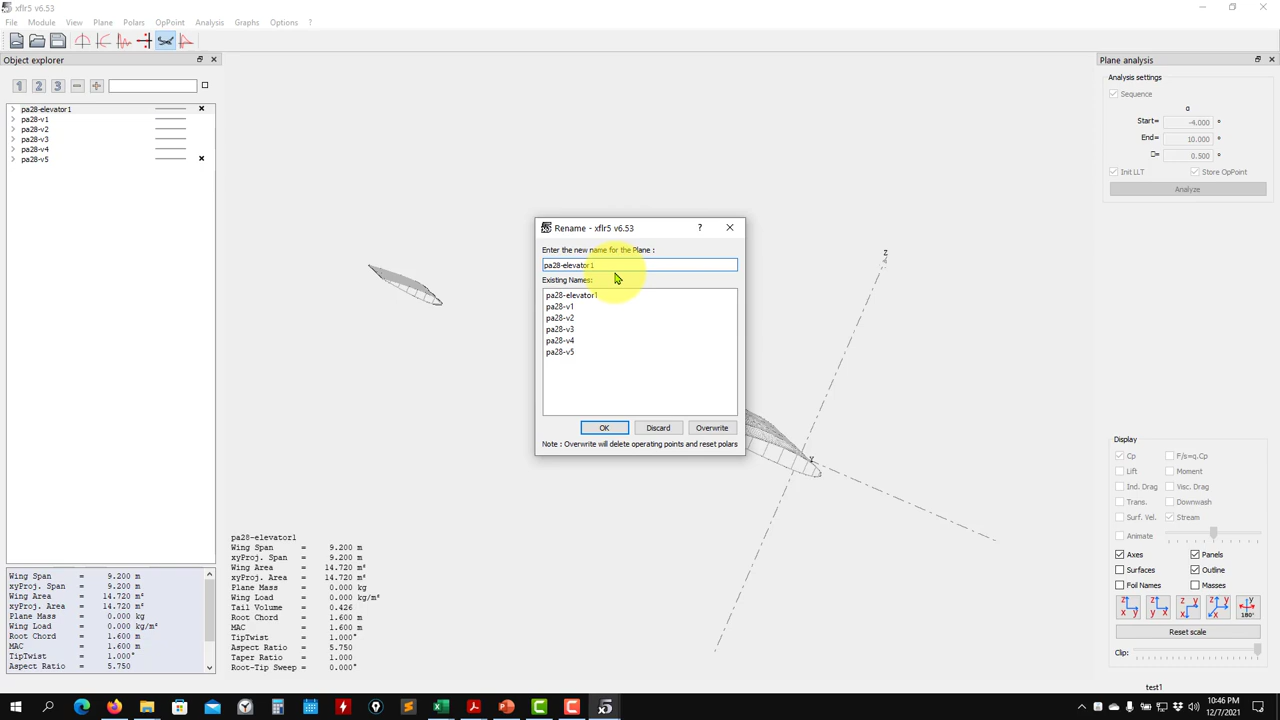 xflr5 v6.53
File Module View Plane Polars OpPoint Analysis Graphs Options ?
Object explorer
1 2 3
pa28-elevator1
pa28-v1
pa28-v2
pa28-v3
pa28-v4
pa28-v5
Wing Span = 9.200 m
xyProj. Span = 9.200 m
Wing Area = 14.720 m²
xyProj. Area = 14.720 m²
Plane Mass = 0.000 kg
Wing Load = 0.000 kg/m²
Root Chord = 1.600 m
MAC = 1.600 m
TipTwist = 1.000°
Aspect Ratio = 5.750
pa28-elevator1
Wing Span = 9.200 m
xyProj. Span = 9.200 m
Wing Area = 14.720 m²
xyProj. Area = 14.720 m²
Plane Mass = 0.000 kg
Wing Load = 0.000 kg/m²
Tail Volume = 0.426
Root Chord = 1.600 m
MAC = 1.600 m
TipTwist = 1.000°
Aspect Ratio = 5.750
Taper Ratio = 1.000
Root-Tip Sweep = 0.000°
Rename - xflr5 v6.53
?
Enter the new name for the Plane :
pa28-elevator1
Existing Names:
pa28-elevator1
pa28-v1
pa28-v2
pa28-v3
pa28-v4
pa28-v5
OK Discard Overwrite
Note : Overwrite will delete operating points and reset polars
Z
Y
Plane analysis
Analysis settings
Sequence
α
Start= -4.000 °
End= 10.000 °
D= 0.500 °
Init LLT Store OpPoint
Analyze
Display
Cp F/s=q.Cp
Lift Moment
Ind. Drag Visc. Drag
Trans. Downwash
Surf. Vel. Stream
Animate
Axes Panels
Surfaces Outline
Foil Names Masses
Reset scale
Clip:
test1
10:46 PM
12/7/2021